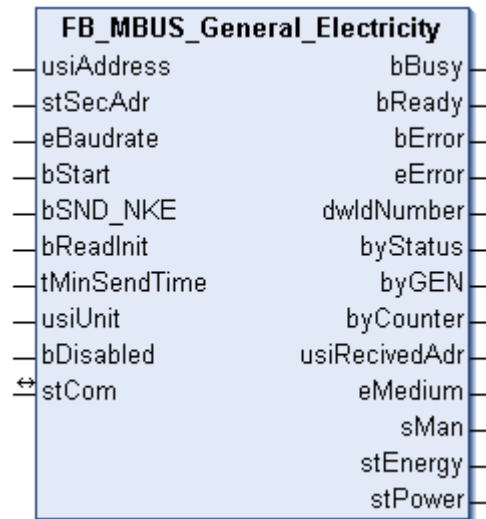 FB_MBUS_General_Electricity
usiAddress bBusy
stSecAdr bReady
eBaudrate bError
bStart eError
bSND_NKE dwIdNumber
bReadInit byStatus
tMinSendTime byGEN
usiUnit byCounter
bDisabled usiRecivedAdr
stCom eMedium
sMan
stEnergy
stPower